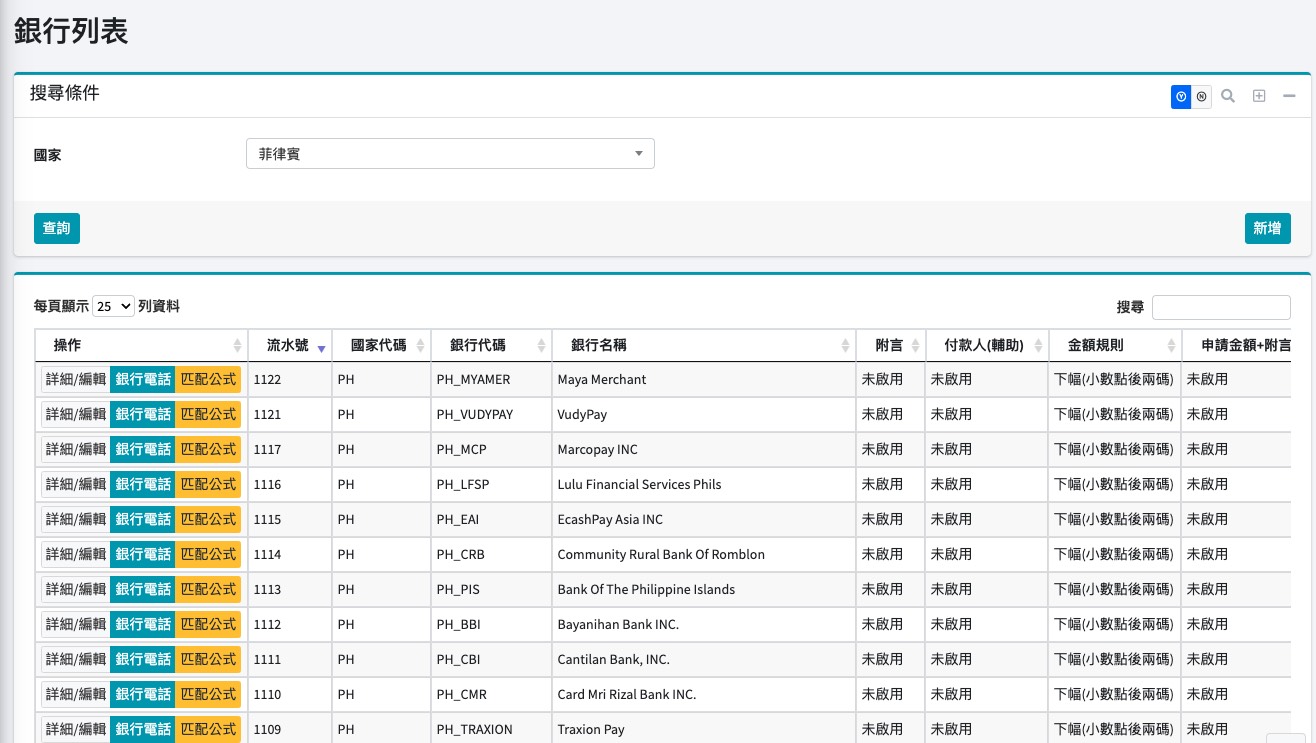 銀行列表
搜尋條件
Ⓨ Ⓝ
國家 菲律賓
查詢 新增
每頁顯示 25 列資料 搜尋
操作 流水號 國家代碼 銀行代碼 銀行名稱 附言 付款人(輔助) 金額規則 申請金額+附言
詳細/編輯 銀行電話 匹配公式 1122 PH PH_MYAMER Maya Merchant 未啟用 未啟用 下幅(小數點後兩碼) 未啟用
詳細/編輯 銀行電話 匹配公式 1121 PH PH_VUDYPAY VudyPay 未啟用 未啟用 下幅(小數點後兩碼) 未啟用
詳細/編輯 銀行電話 匹配公式 1117 PH PH_MCP Marcopay INC 未啟用 未啟用 下幅(小數點後兩碼) 未啟用
詳細/編輯 銀行電話 匹配公式 1116 PH PH_LFSP Lulu Financial Services Phils 未啟用 未啟用 下幅(小數點後兩碼) 未啟用
詳細/編輯 銀行電話 匹配公式 1115 PH PH_EAI EcashPay Asia INC 未啟用 未啟用 下幅(小數點後兩碼) 未啟用
詳細/編輯 銀行電話 匹配公式 1114 PH PH_CRB Community Rural Bank Of Romblon 未啟用 未啟用 下幅(小數點後兩碼) 未啟用
詳細/編輯 銀行電話 匹配公式 1113 PH PH_PIS Bank Of The Philippine Islands 未啟用 未啟用 下幅(小數點後兩碼) 未啟用
詳細/編輯 銀行電話 匹配公式 1112 PH PH_BBI Bayanihan Bank INC. 未啟用 未啟用 下幅(小數點後兩碼) 未啟用
詳細/編輯 銀行電話 匹配公式 1111 PH PH_CBI Cantilan Bank, INC. 未啟用 未啟用 下幅(小數點後兩碼) 未啟用
詳細/編輯 銀行電話 匹配公式 1110 PH PH_CMR Card Mri Rizal Bank INC. 未啟用 未啟用 下幅(小數點後兩碼) 未啟用
詳細/編輯 銀行電話 匹配公式 1109 PH PH_TRAXION Traxion Pay 未啟用 未啟用 下幅(小數點後兩碼) 未啟用